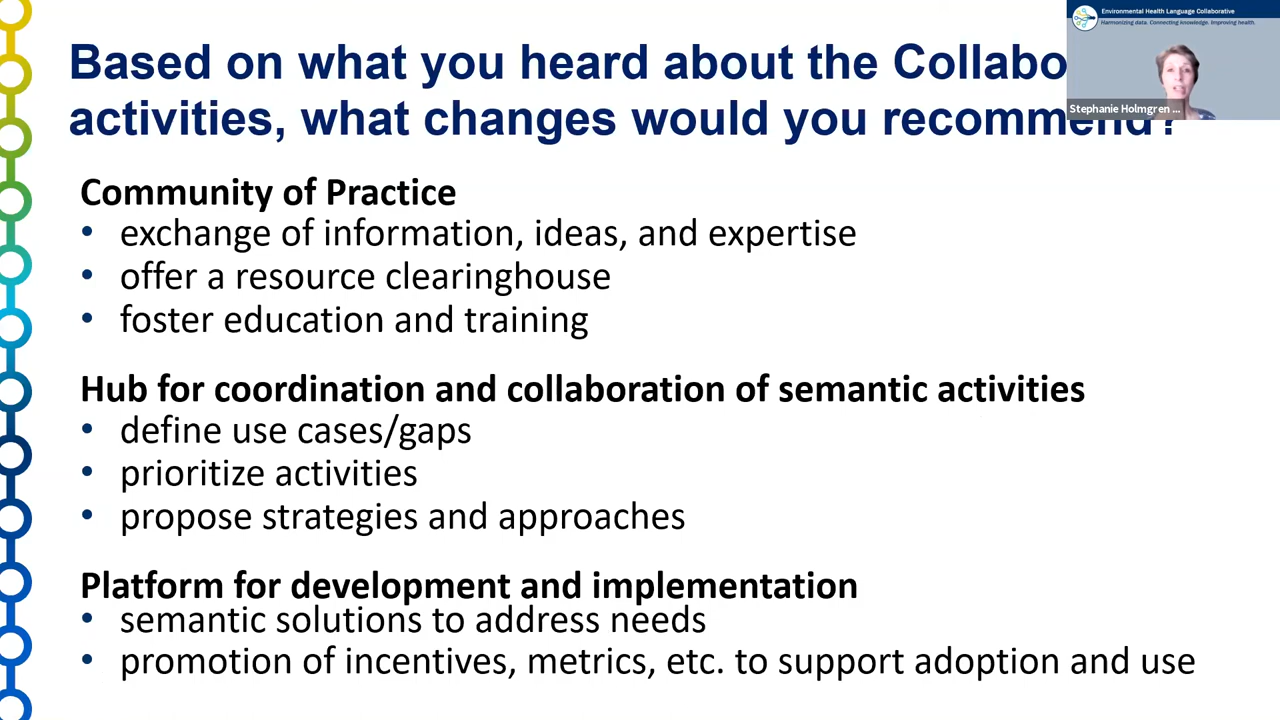 Environmental Health Language Collaborative
Harmonizing data. Connecting knowledge. Improving health.
Based on what you heard about the Collabo
activities, what changes would you recommend?
Stephanie Holmgren ...
Community of Practice
• exchange of information, ideas, and expertise
• offer a resource clearinghouse
• foster education and training
Hub for coordination and collaboration of semantic activities
• define use cases/gaps
• prioritize activities
• propose strategies and approaches
Platform for development and implementation
• semantic solutions to address needs
• promotion of incentives, metrics, etc. to support adoption and use